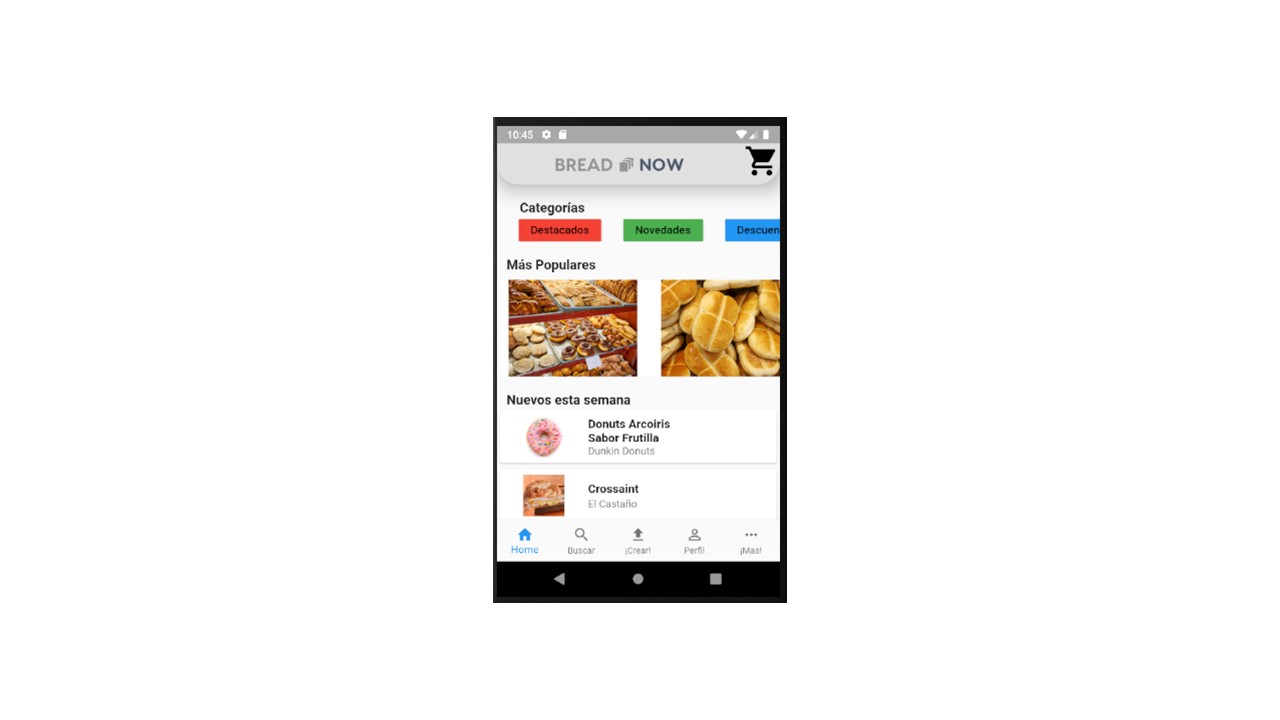 10:45
BREAD NOW
Categorías
Destacados
Novedades
Descuen
Más Populares
Nuevos esta semana
Donuts Arcoiris
Sabor Frutilla
Dunkin Donuts
Crossaint
El Castaño
Home
Buscar
¡Crear!
Perfil
¡Mas!